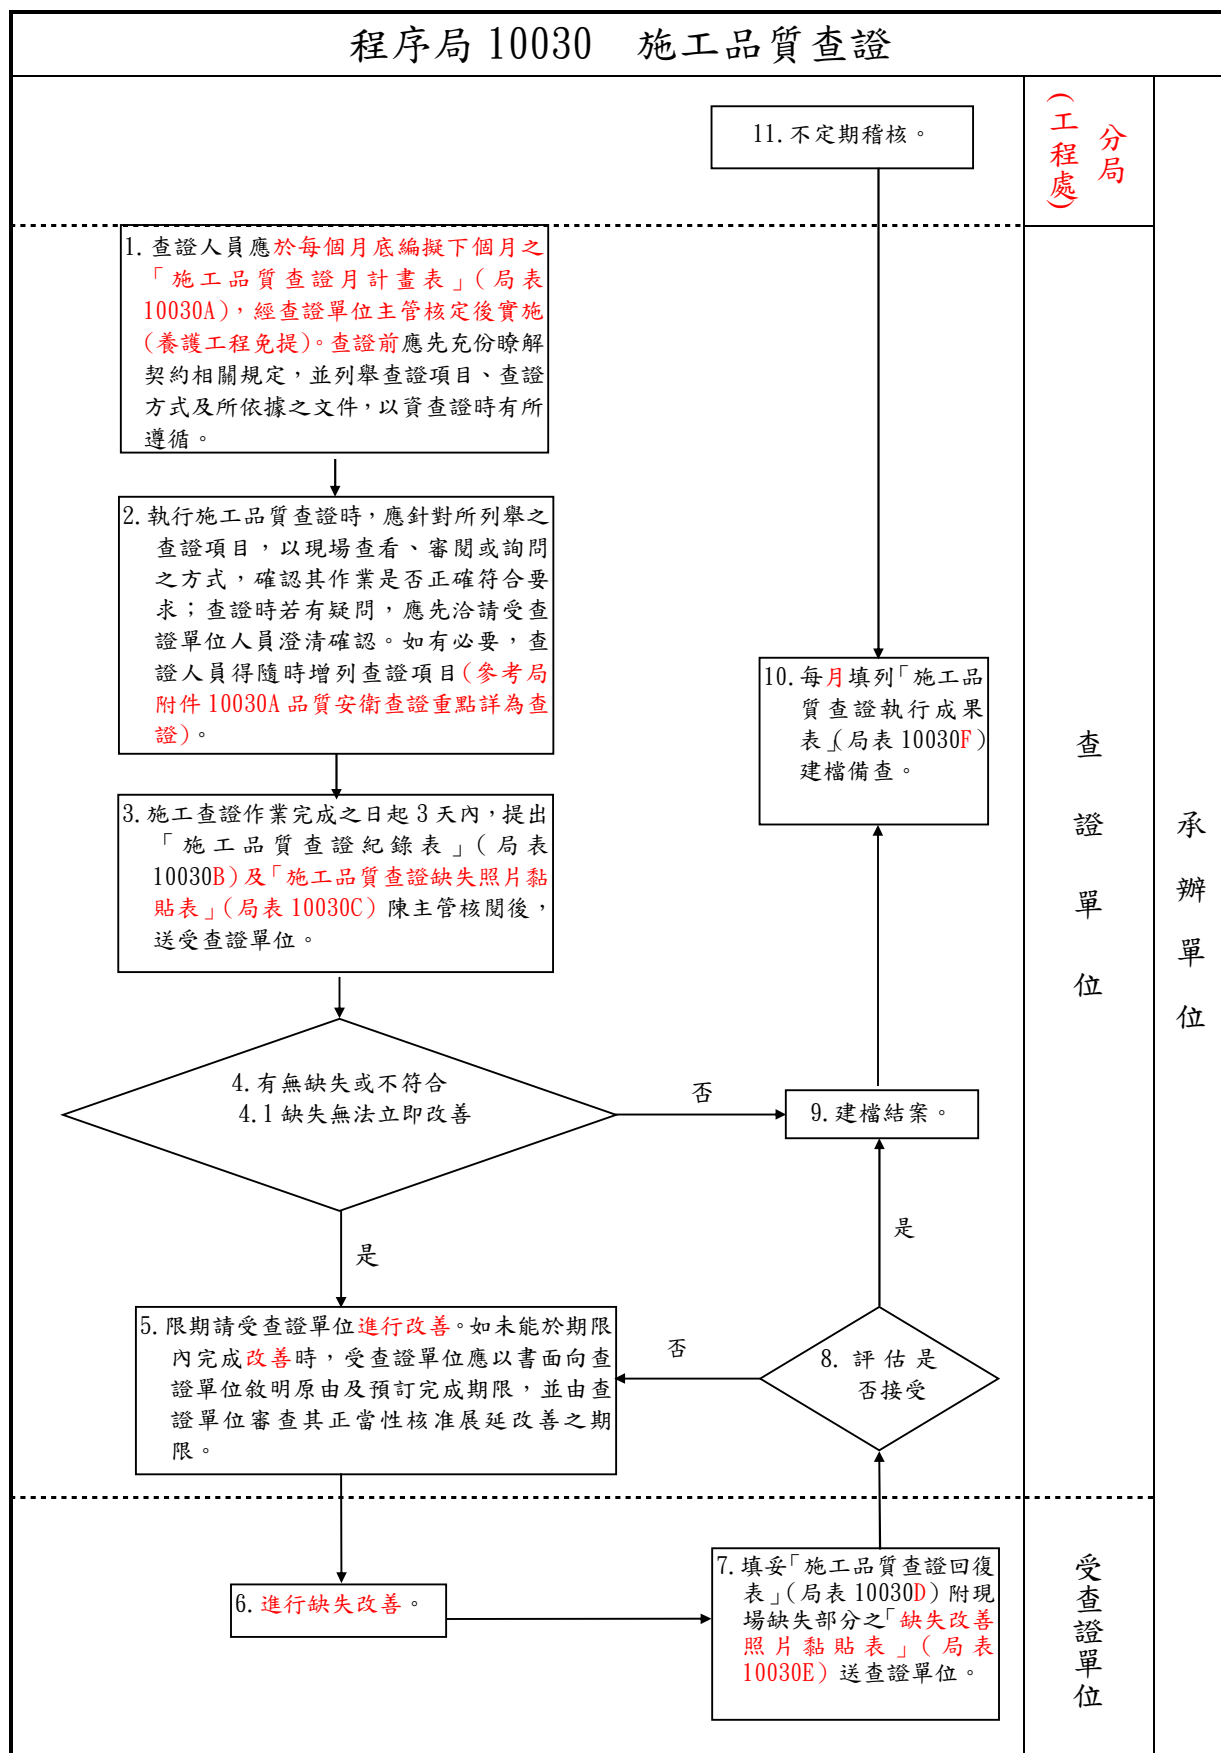 程序局 10030　施工品質查證
11.不定期稽核。
(工程處)
分局
1.查證人員應於每個月底編擬下個月之
「施工品質查證月計畫表」(局表
10030A)，經查證單位主管核定後實施
(養護工程免提)。查證前應先充份瞭解
契約相關規定，並列舉查證項目、查證
方式及所依據之文件，以資查證時有所
遵循。
2.執行施工品質查證時，應針對所列舉之
查證項目，以現場查看、審閱或詢問
之方式，確認其作業是否正確符合要
求；查證時若有疑問，應先洽請受查
證單位人員澄清確認。如有必要，查
證人員得隨時增列查證項目(參考局
附件 10030A 品質安衛查證重點詳為查
證)。
3.施工查證作業完成之日起 3 天內，提出
「施工品質查證紀錄表」(局表
10030B)及「施工品質查證缺失照片黏
貼表」(局表 10030C)陳主管核閱後，
送受查證單位。
4.有無缺失或不符合
4.1 缺失無法立即改善
否
是
5.限期請受查證單位進行改善。如未能於期限
內完成改善時，受查證單位應以書面向查
證單位敘明原由及預訂完成期限，並由查
證單位審查其正當性核准展延改善之期
限。
6.進行缺失改善。
7.填妥「施工品質查證回復
表」(局表 10030D)附現
場缺失部分之「缺失改善
照片黏貼表」(局表
10030E)送查證單位。
8.評估是
否接受
否
是
9.建檔結案。
10.每月填列「施工品
質查證執行成果
表」(局表 10030F)
建檔備查。
查證單位
受查證單位
承辦單位